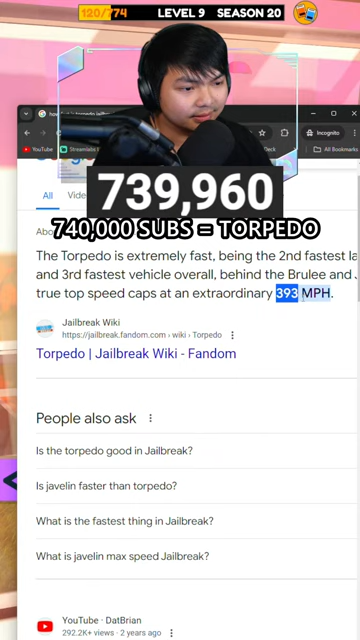 120/774
LEVEL 9
SEASON 20
Incognito
YouTube
Streamlabs
Deck
All Bookmarks
739,960
All
740,000 SUBS = TORPEDO
The Torpedo is extremely fast, being the 2nd fastest la
and 3rd fastest vehicle overall, behind the Brulee and J
true top speed caps at an extraordinary 393 MPH.
Jailbreak Wiki
https://jailbreak.fandom.com › wiki › Torpedo
Torpedo | Jailbreak Wiki - Fandom
People also ask
Is the torpedo good in Jailbreak?
Is javelin faster than torpedo?
What is the fastest thing in Jailbreak?
What is javelin max speed Jailbreak?
YouTube · DatBrian
292.2K+ views · 2 years ago